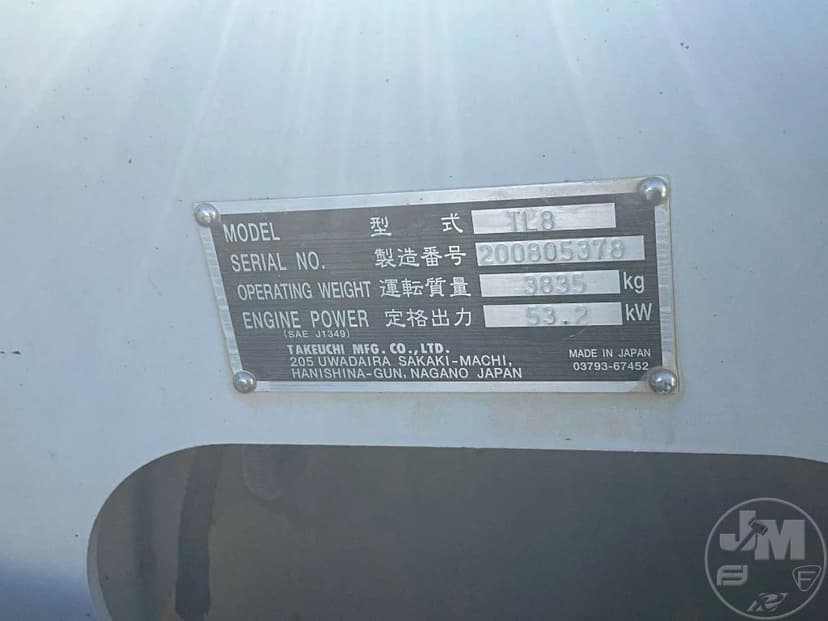 MODEL 型式 TL8
SERIAL NO. 製造番号 200805378
OPERATING WEIGHT 運転質量 3835 kg
ENGINE POWER 定格出力 53.2 kW
(SAE J1349)
TAKEUCHI MFG. CO., LTD.
205 UWADAIRA SAKAKI-MACHI,
HANISHINA-GUN, NAGANO JAPAN
MADE IN JAPAN
03793-67452
JM